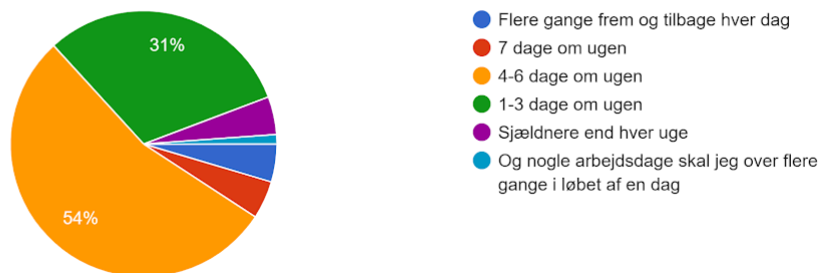 31%
54%
Flere gange frem og tilbage hver dag
7 dage om ugen
4-6 dage om ugen
1-3 dage om ugen
Sjældnere end hver uge
Og nogle arbejdsdage skal jeg over flere
gange i løbet af en dag